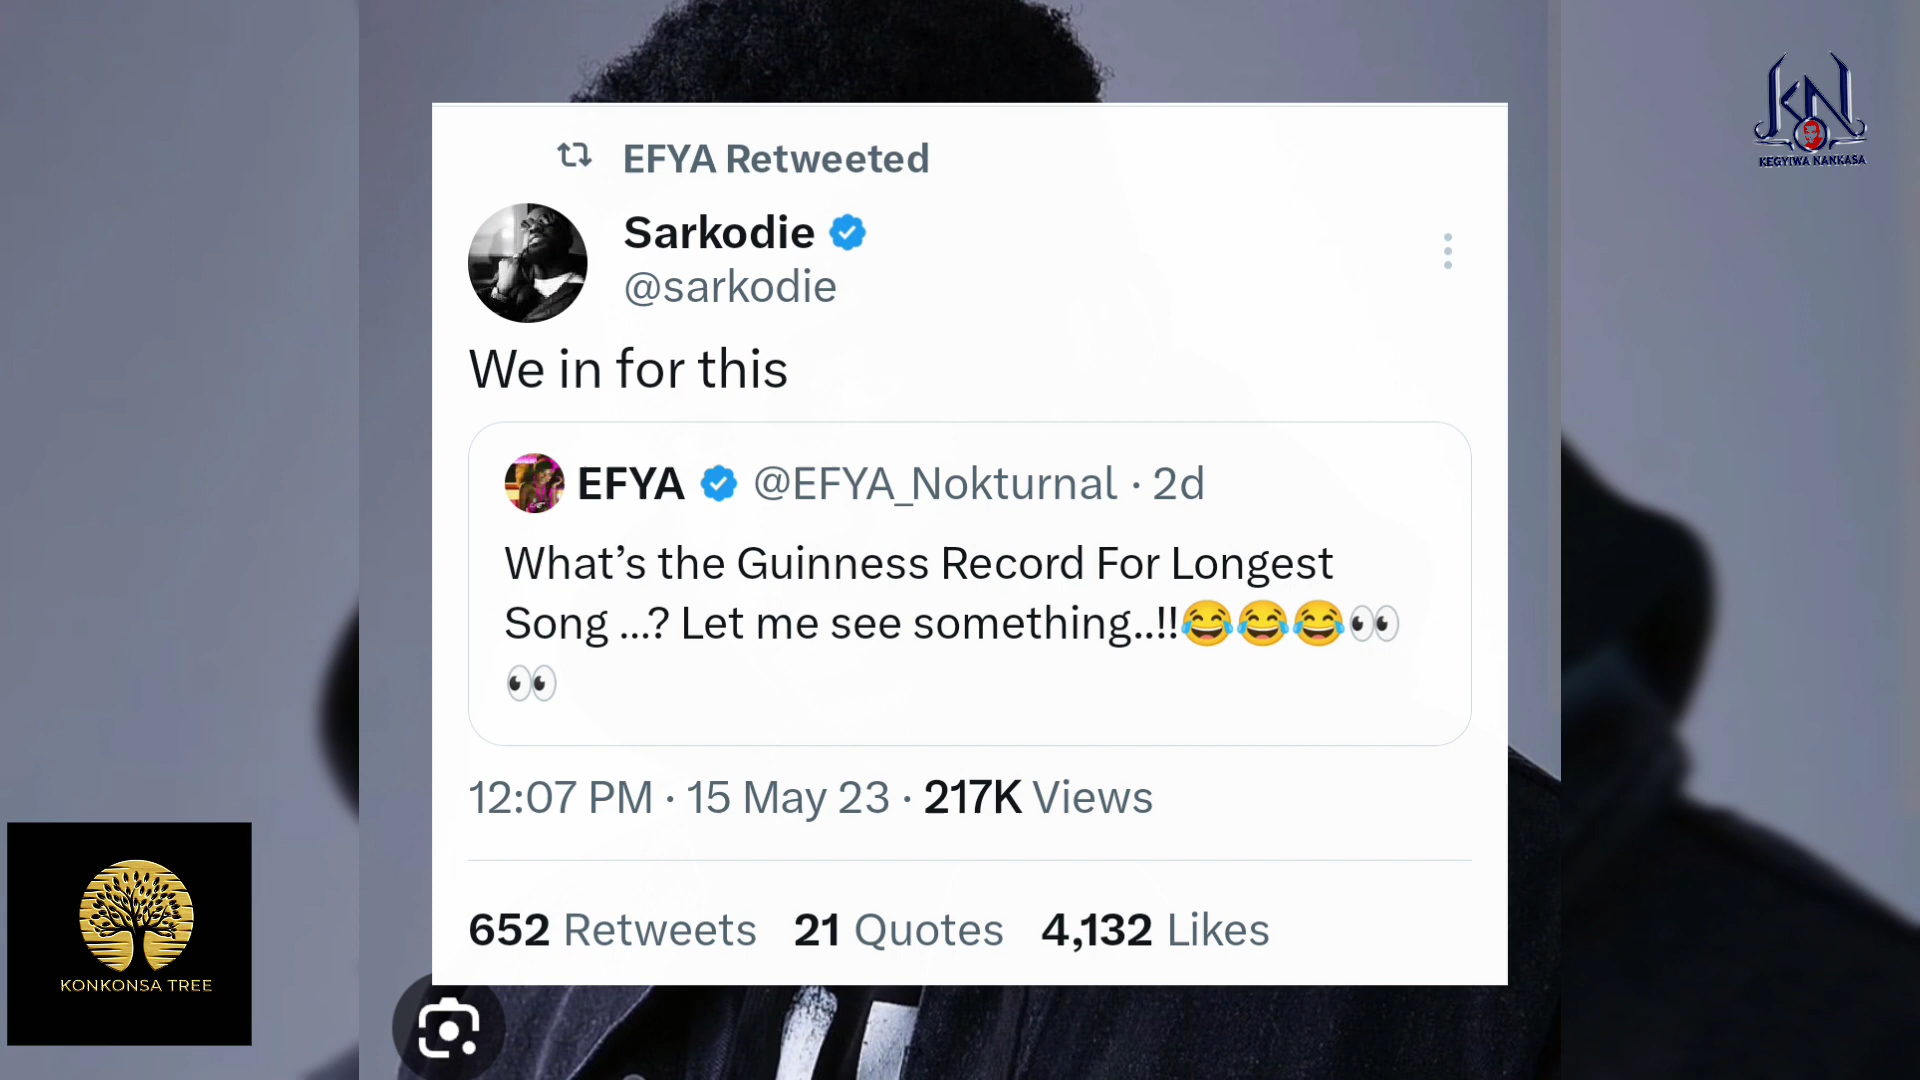 KEGYIWA NANKASA
EFYA Retweeted
Sarkodie
@sarkodie
We in for this
EFYA @EFYA_Nokturnal · 2d
What’s the Guinness Record For Longest
Song ...? Let me see something..!!😂😂😂👀
👀
12:07 PM · 15 May 23 · 217K Views
652 Retweets 21 Quotes 4,132 Likes
KONKONSA TREE